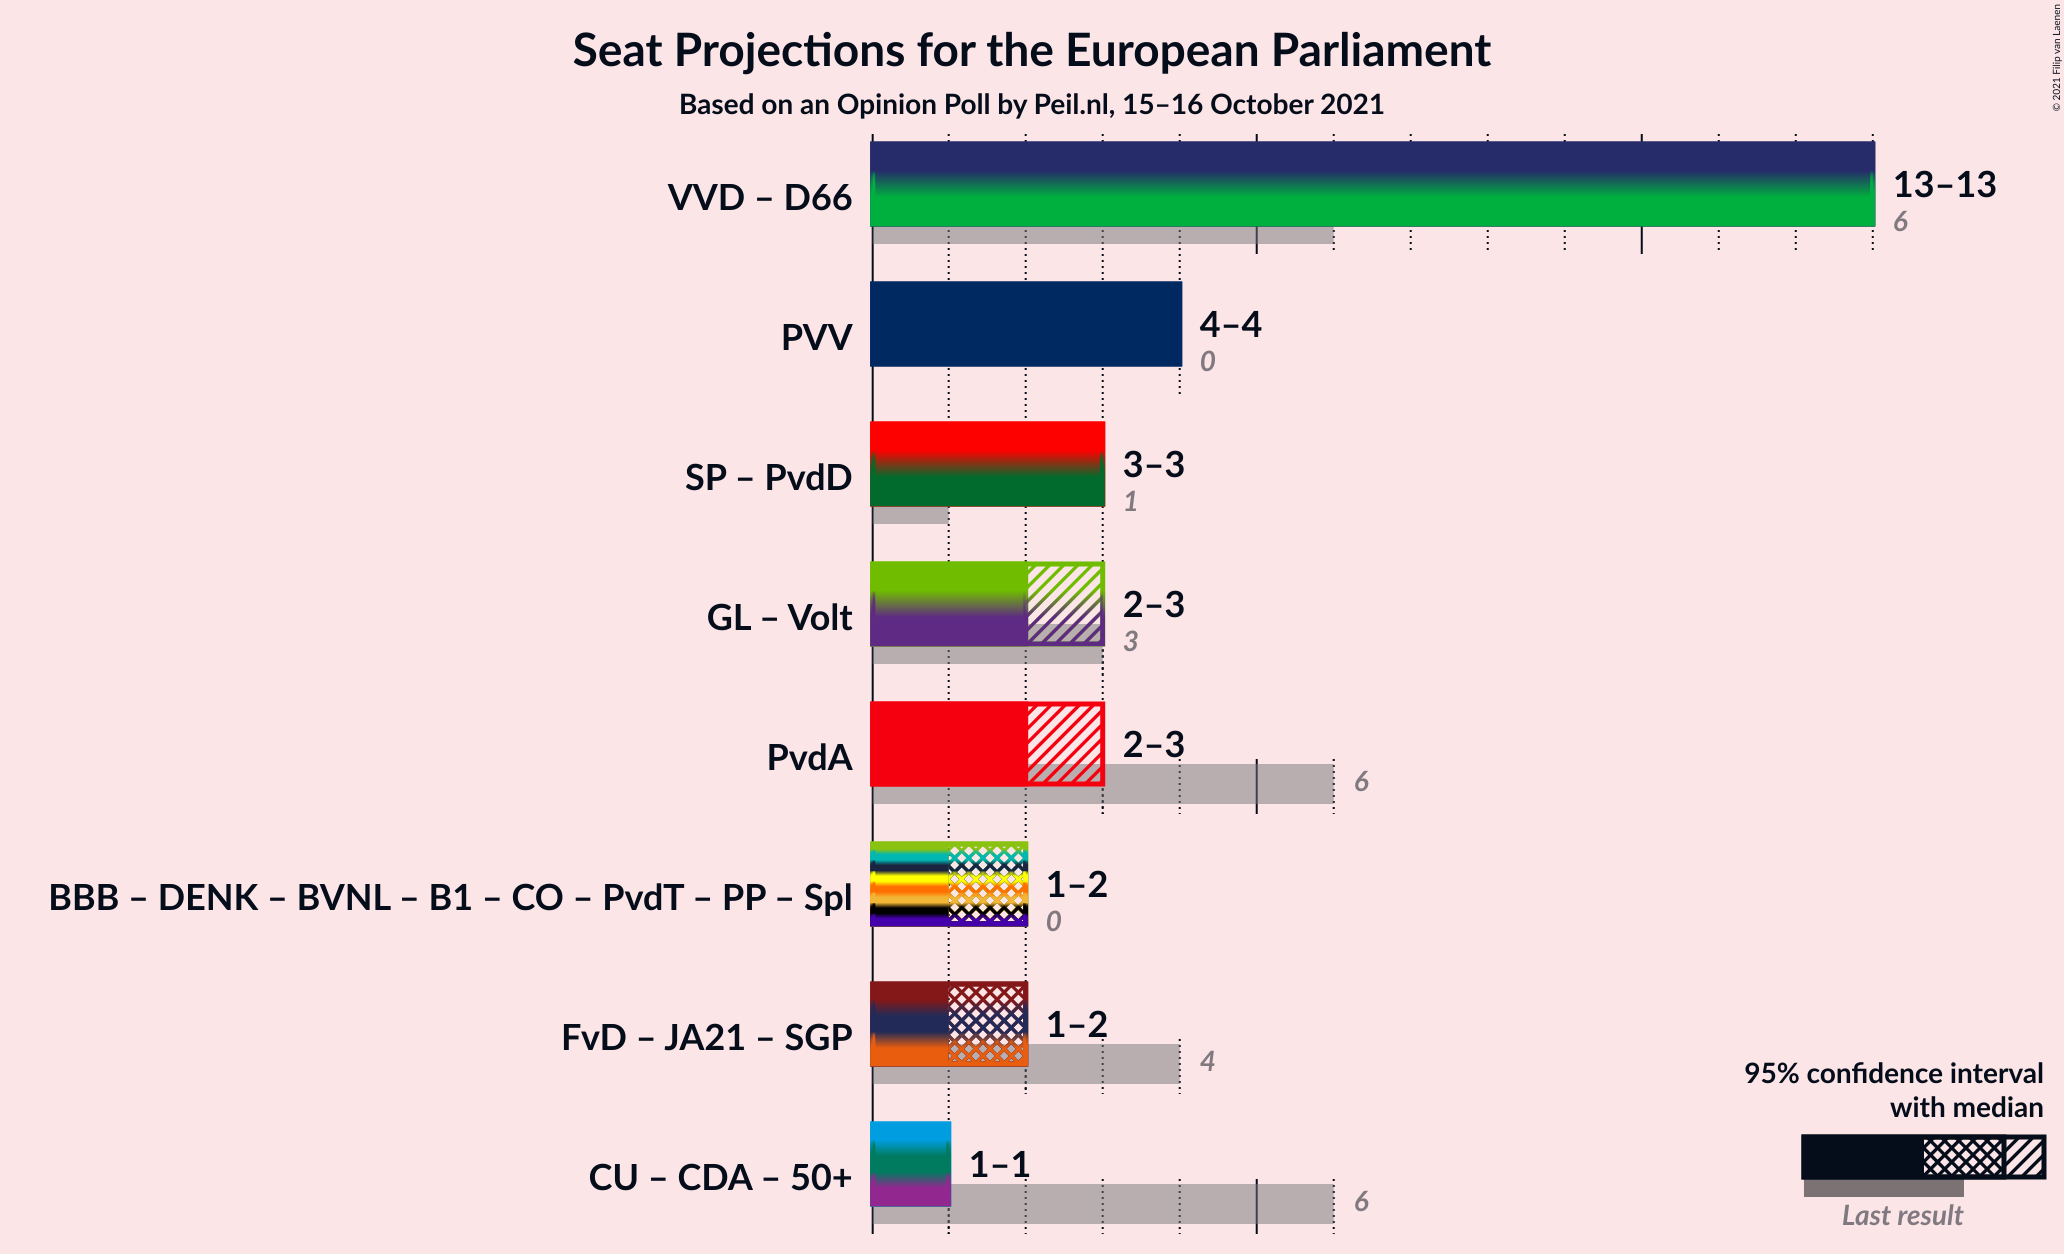 Seat Projections for the European Parliament
Based on an Opinion Poll by Peil.nl, 15–16 October 2021
© 2021 Filip van Laenen
VVD – D66
13–13
6
PVV
4–4
0
SP – PvdD
3–3
1
GL – Volt
2–3
3
PvdA
2–3
6
BBB – DENK – BVNL – B1 – CO – PvdT – PP – Spl
1–2
0
FvD – JA21 – SGP
1–2
4
CU – CDA – 50+
1–1
6
95% confidence interval
with median
Last result